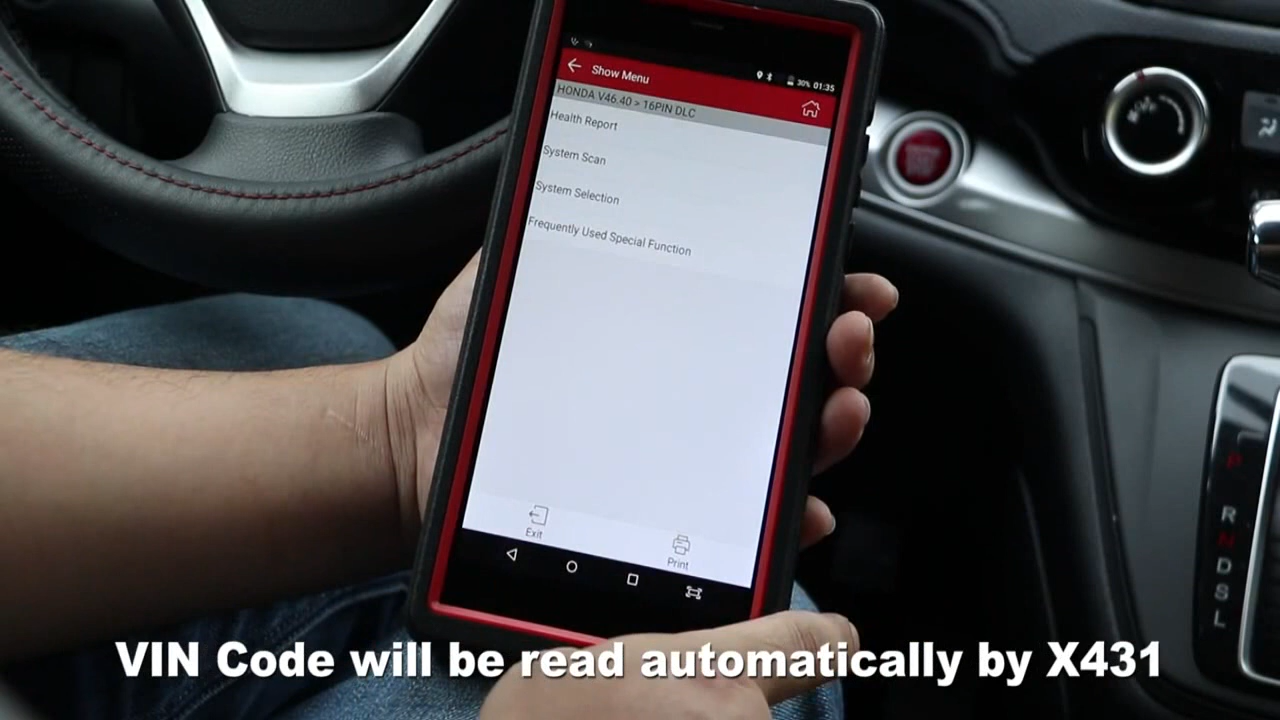 30% 01:35
Show Menu
HONDA V46.40 > 16PIN DLC
Health Report
System Scan
System Selection
Frequently Used Special Function
Exit
Print
P
R
N
D
S
L
VIN Code will be read automatically by X431